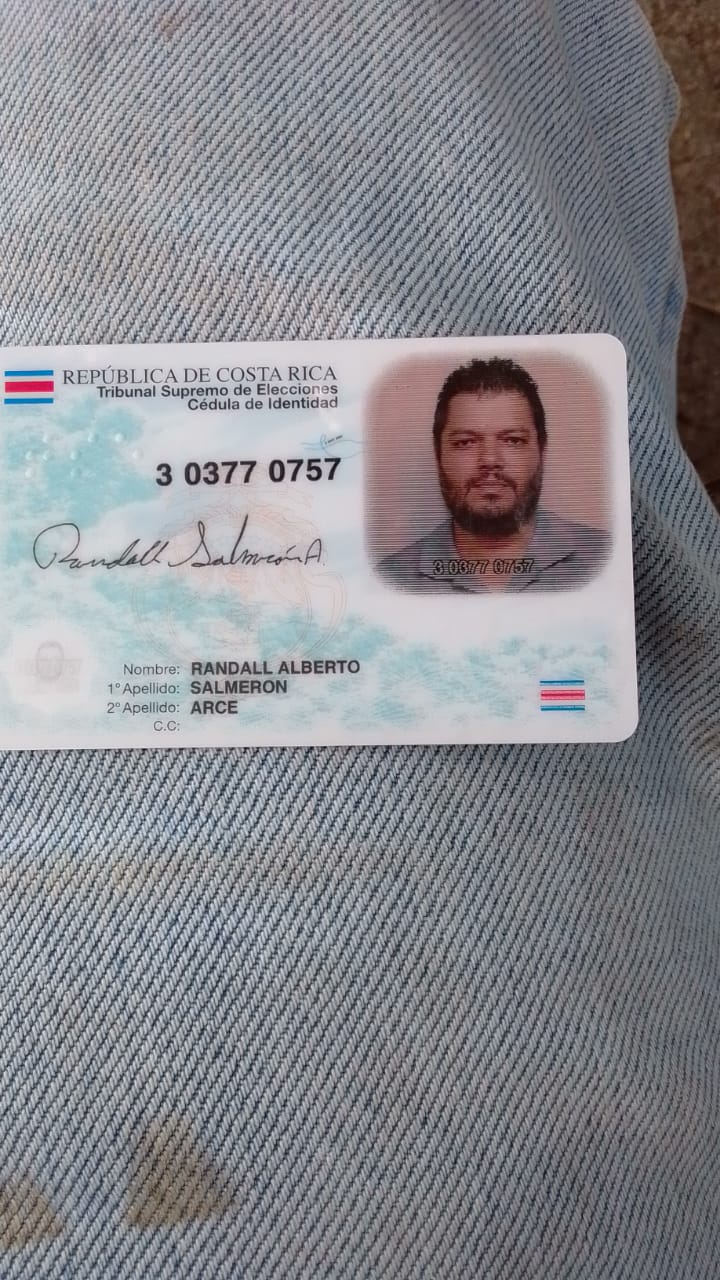 REPÚBLICA DE COSTA RICA
Tribunal Supremo de Elecciones
Cédula de Identidad
3 0377 0757
Randall Salmerón A.
3 0377 0757
Nombre: RANDALL ALBERTO
1º Apellido: SALMERON
2º Apellido: ARCE
C.C: